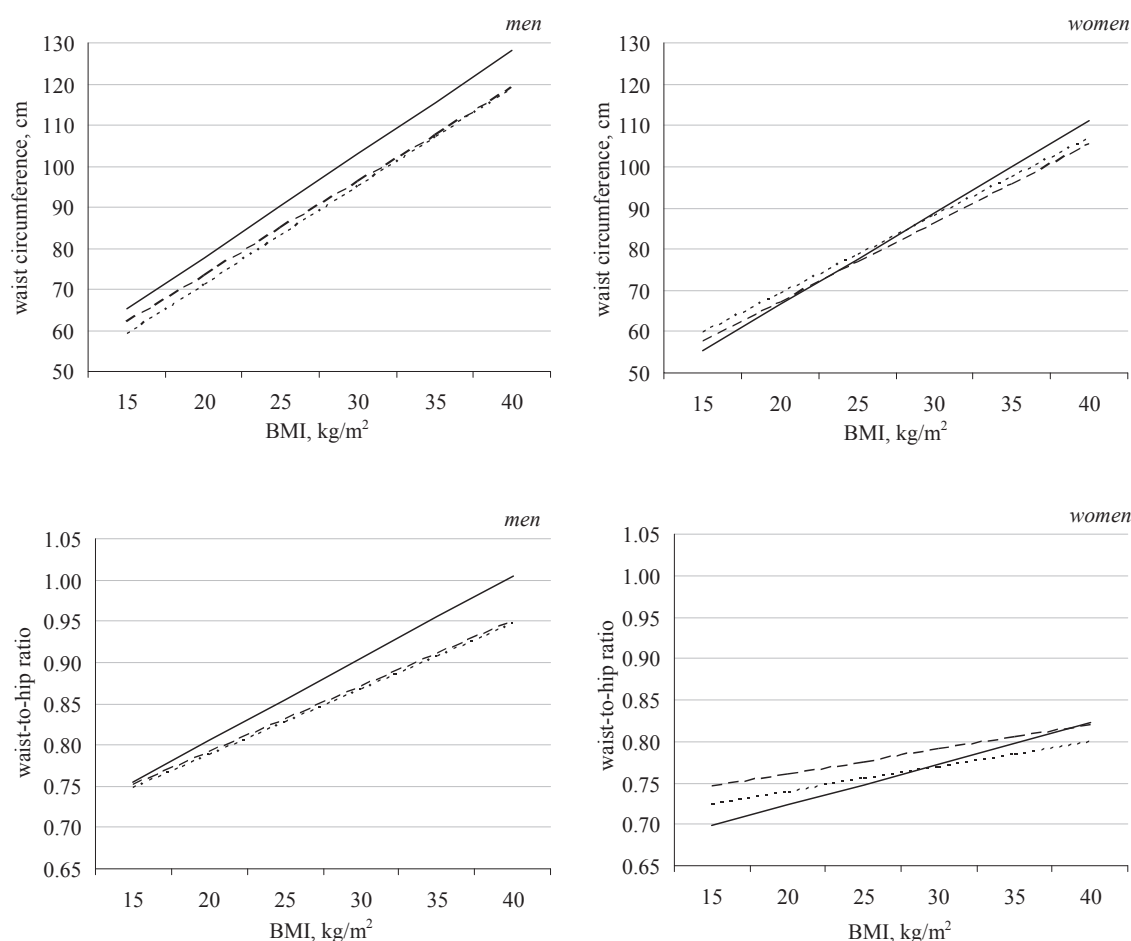 men
130
120
110
100
90
80
70
60
50
waist circumference, cm
15 20 25 30 35 40
BMI, kg/m²
women
130
120
110
100
90
80
70
60
50
waist circumference, cm
15 20 25 30 35 40
BMI, kg/m²
men
1.05
1.00
0.95
0.90
0.85
0.80
0.75
0.70
0.65
waist-to-hip ratio
15 20 25 30 35 40
BMI, kg/m²
women
1.05
1.00
0.95
0.90
0.85
0.80
0.75
0.70
0.65
waist-to-hip ratio
15 20 25 30 35 40
BMI, kg/m²